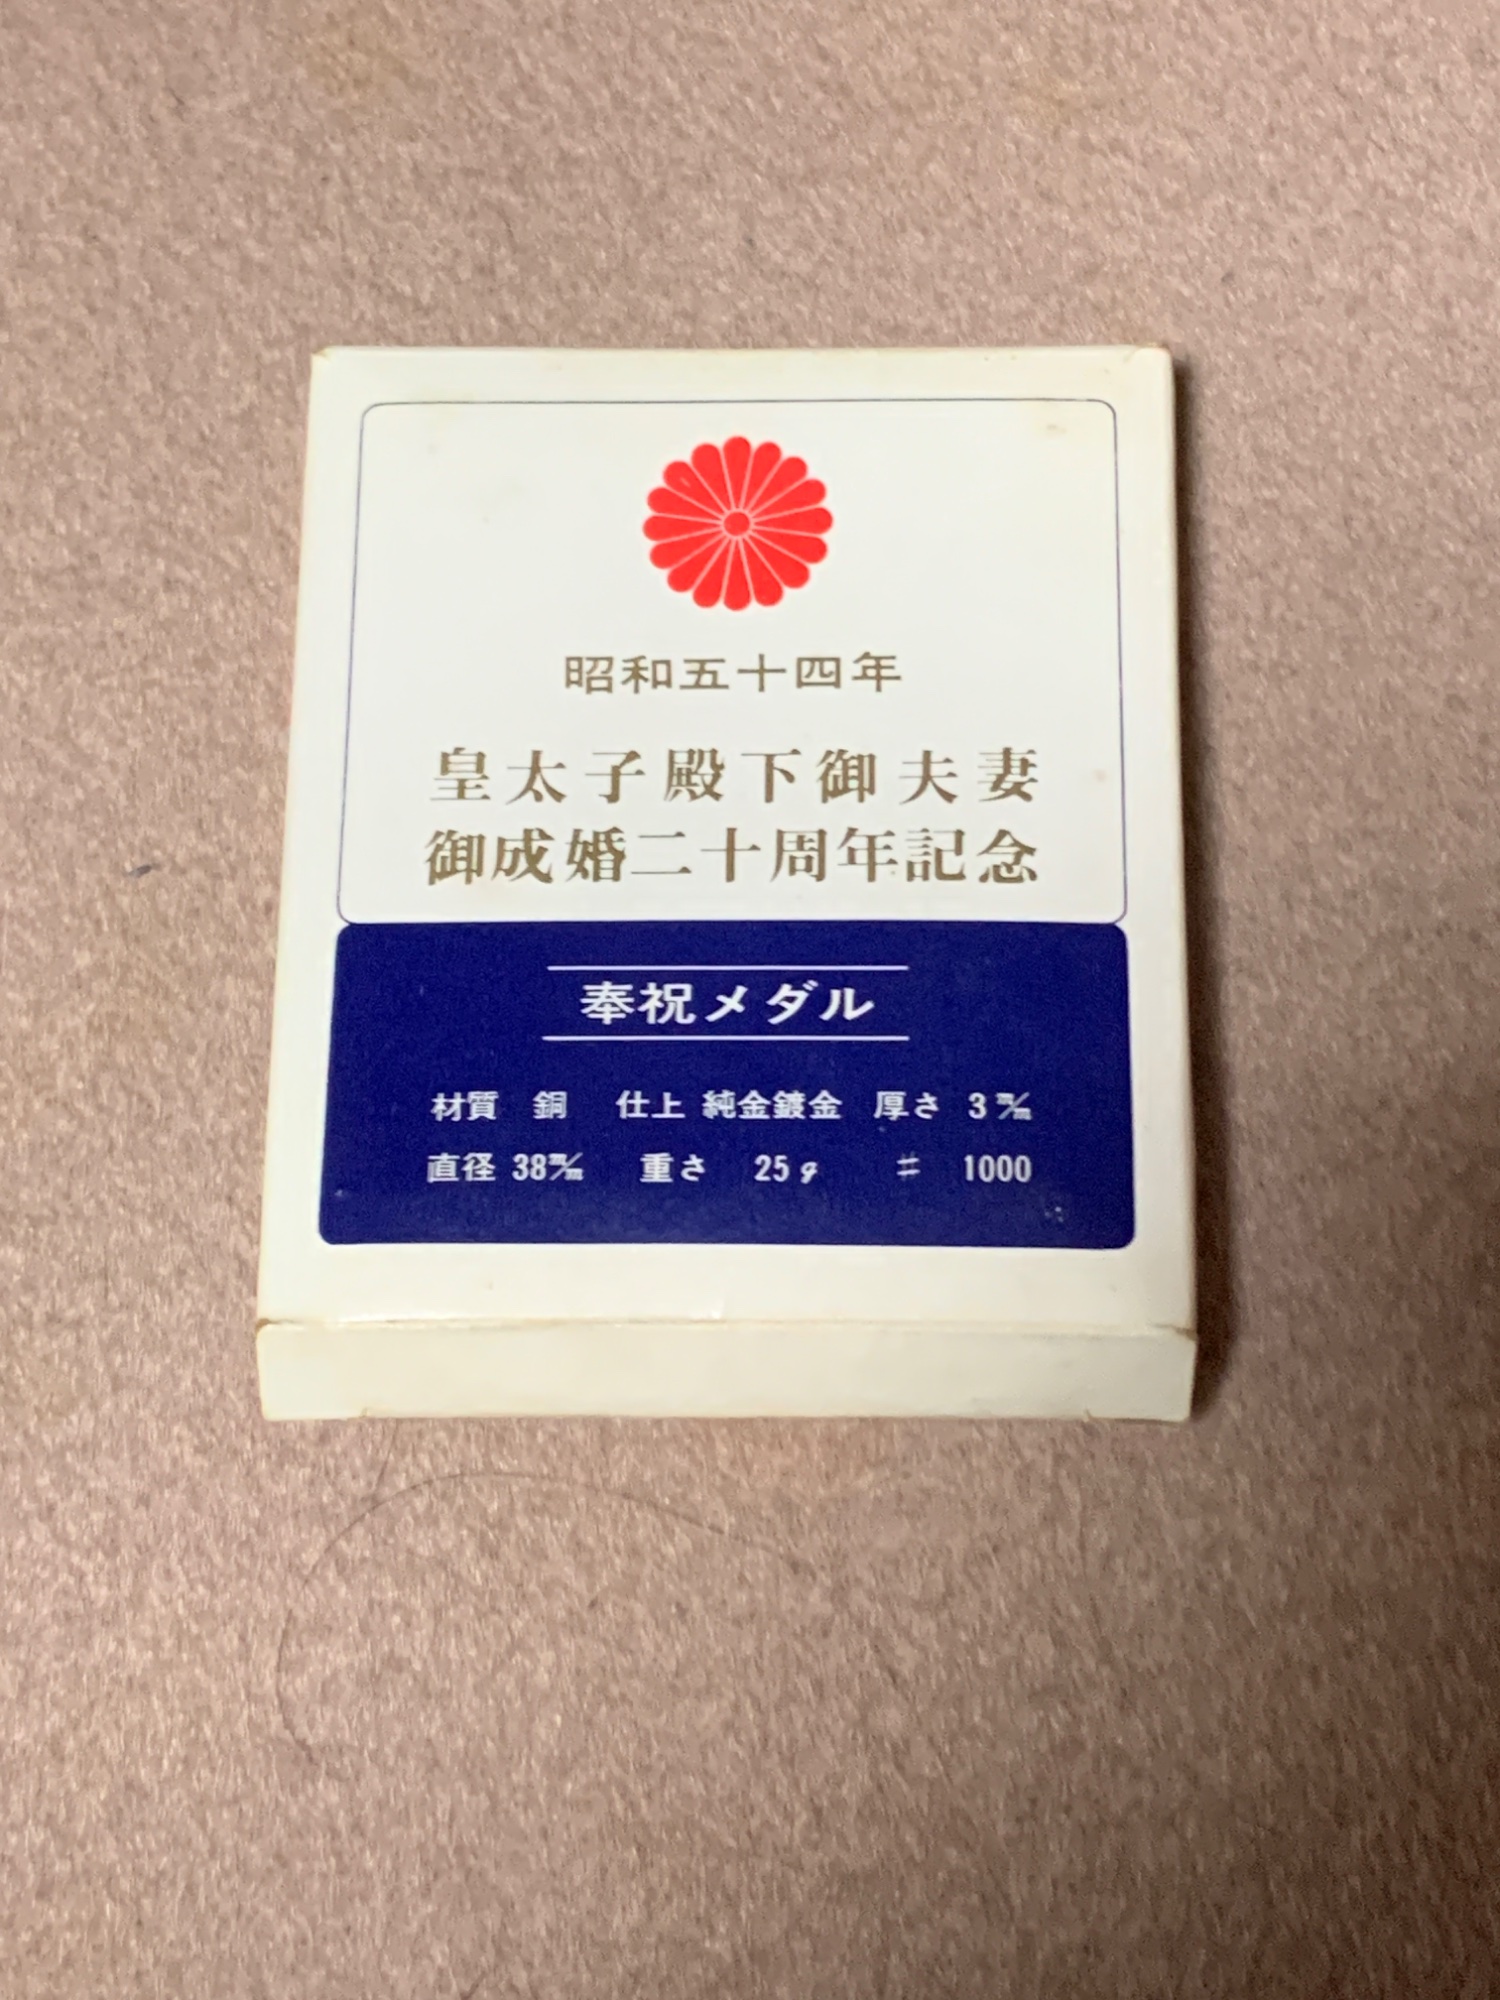 昭和五十四年
皇太子殿下御夫妻
御成婚二十周年記念
奉祝メダル
材質 銅 仕上 純金鍍金 厚さ 3㎜
直径 38㎜ 重さ 25g # 1000